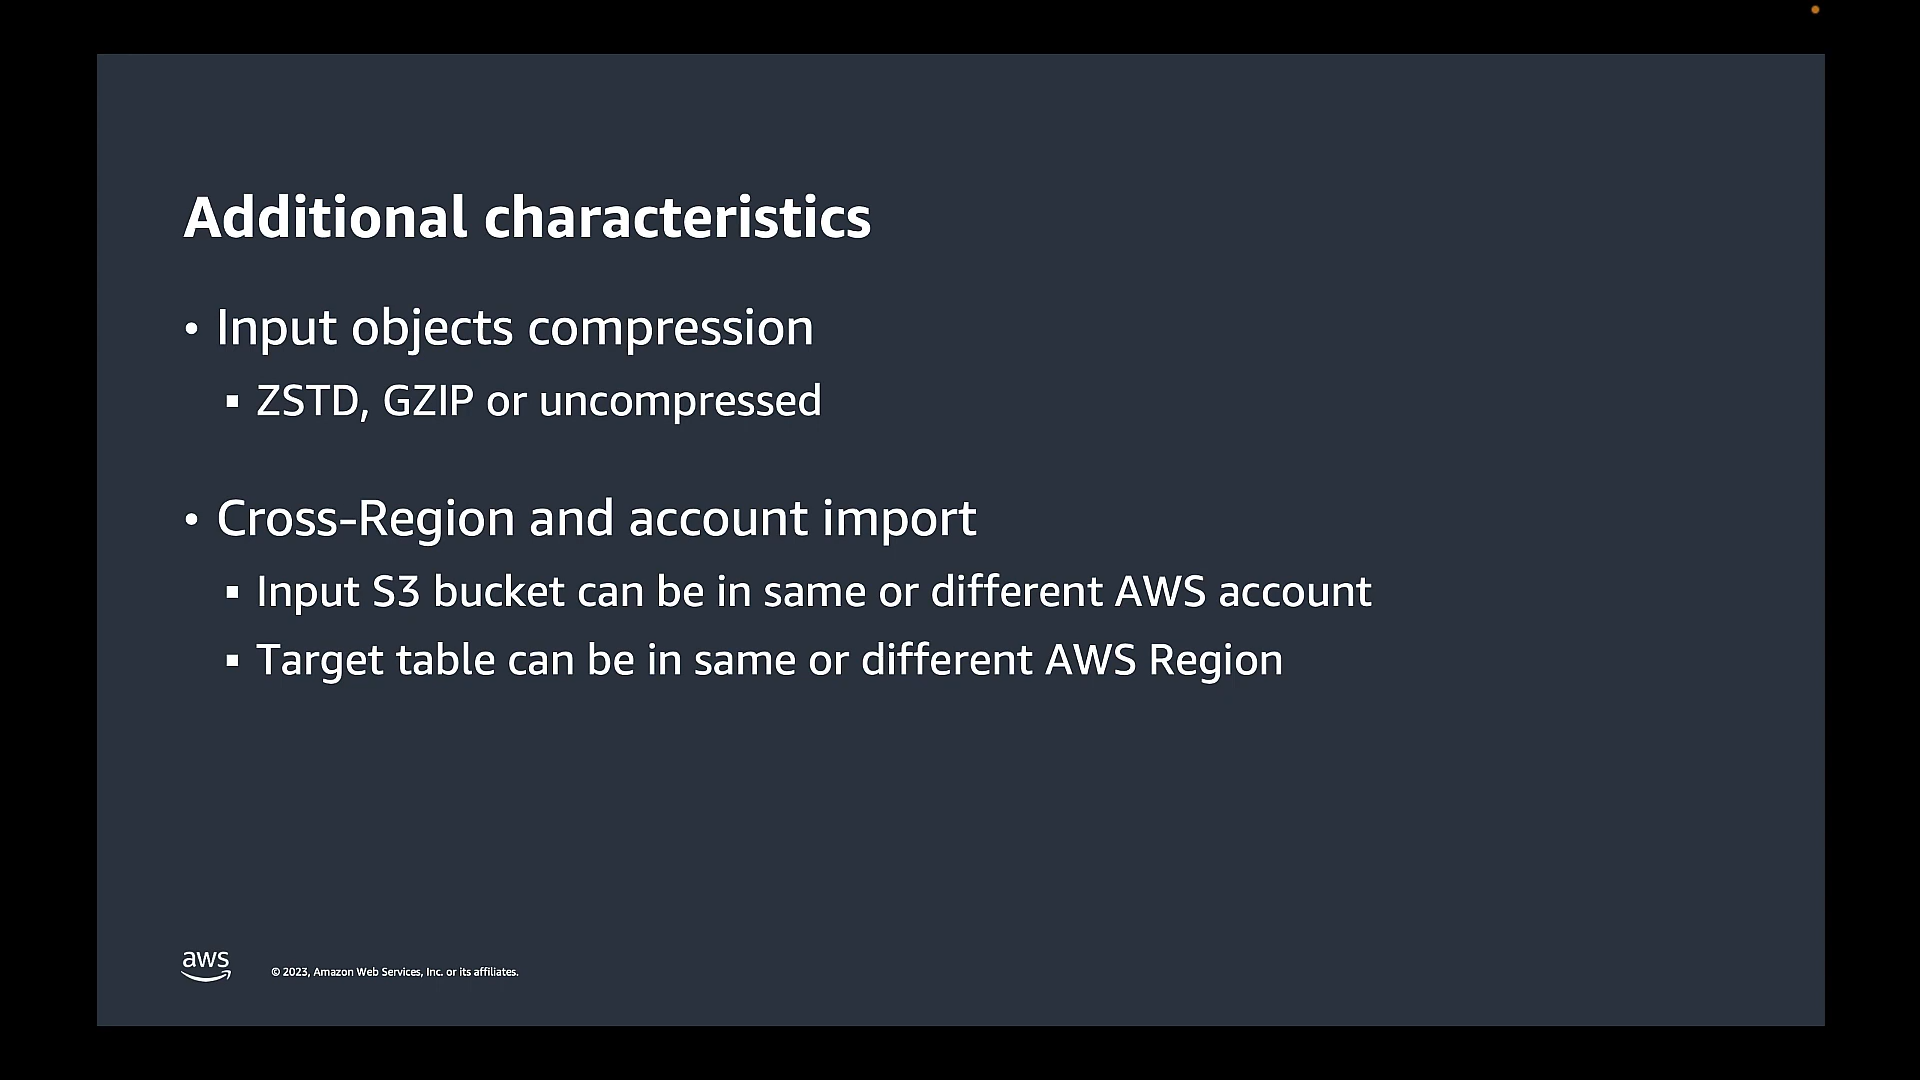 Additional characteristics
• Input objects compression
▪ ZSTD, GZIP or uncompressed
• Cross-Region and account import
▪ Input S3 bucket can be in same or different AWS account
▪ Target table can be in same or different AWS Region
aws
© 2023, Amazon Web Services, Inc. or its affiliates.